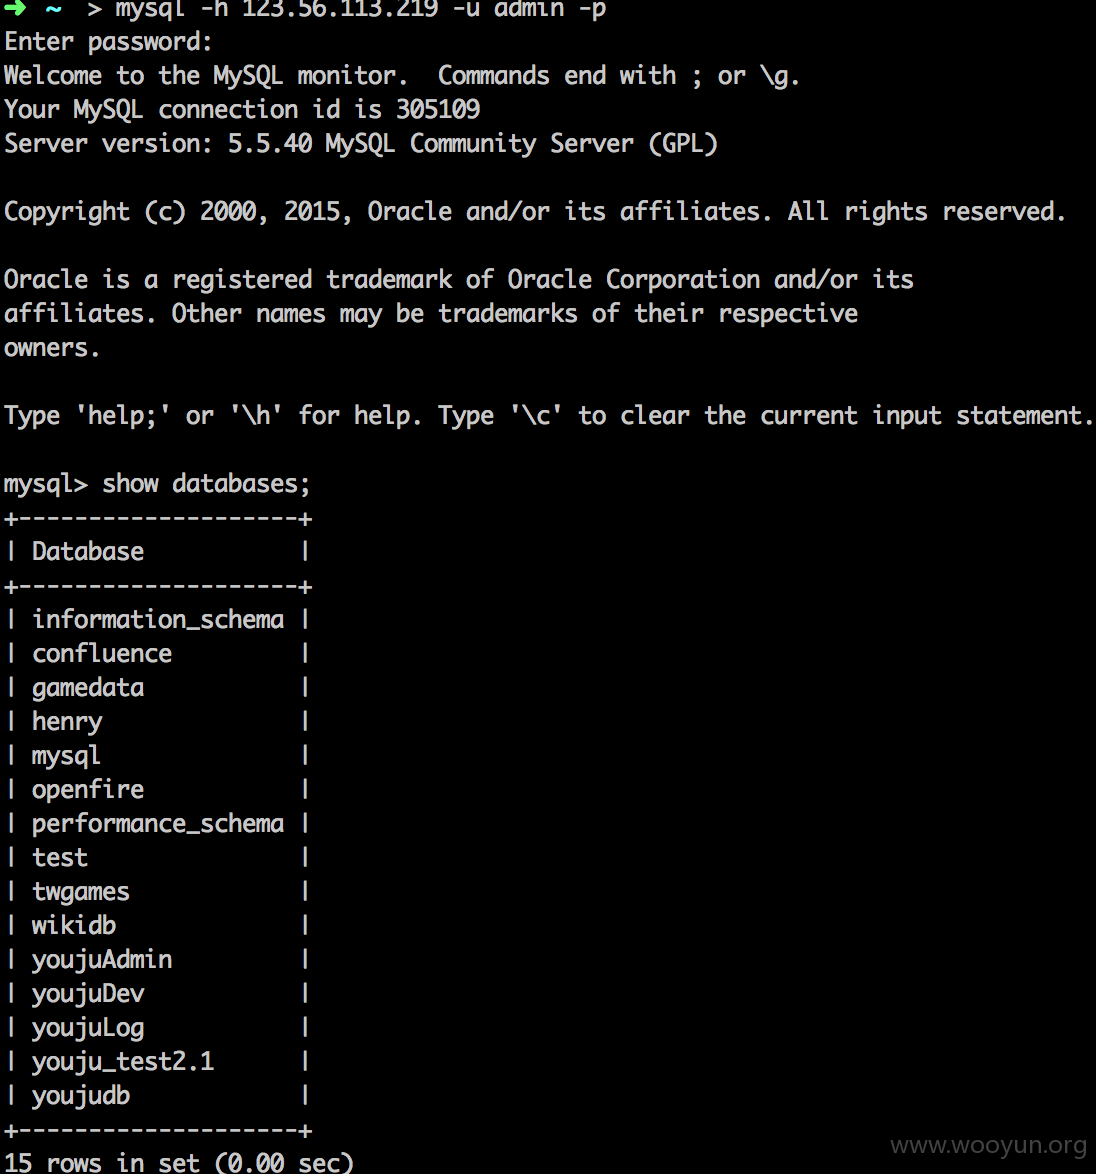 ➜ ~ > mysql -h 123.56.113.219 -u admin -p
Enter password:
Welcome to the MySQL monitor.  Commands end with ; or \g.
Your MySQL connection id is 305109
Server version: 5.5.40 MySQL Community Server (GPL)

Copyright (c) 2000, 2015, Oracle and/or its affiliates. All rights reserved.

Oracle is a registered trademark of Oracle Corporation and/or its
affiliates. Other names may be trademarks of their respective
owners.

Type 'help;' or '\h' for help. Type '\c' to clear the current input statement.

mysql> show databases;
+--------------------+
| Database           |
+--------------------+
| information_schema |
| confluence         |
| gamedata           |
| henry              |
| mysql              |
| openfire           |
| performance_schema |
| test               |
| twgames            |
| wikidb             |
| youjuAdmin         |
| youjuDev           |
| youjuLog           |
| youju_test2.1      |
| youjudb            |
+--------------------+
15 rows in set (0.00 sec)
www.wooyun.org